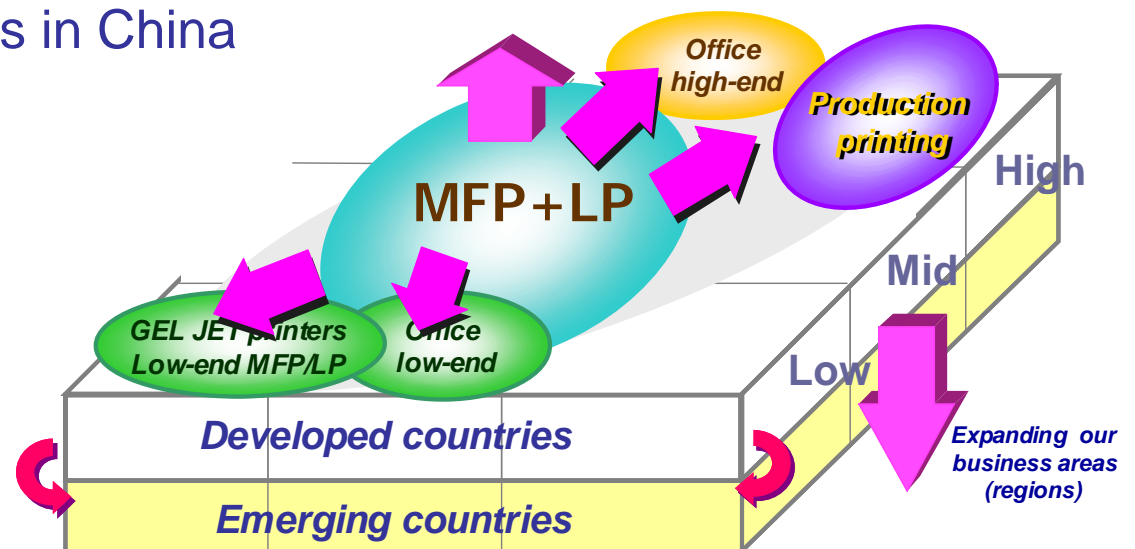 s in China
Office
high-end
Production
printing
High
MFP+LP
Mid
GEL JET printers
Low-end MFP/LP
Office
low-end
Low
Developed countries
Expanding our
business areas
(regions)
Emerging countries